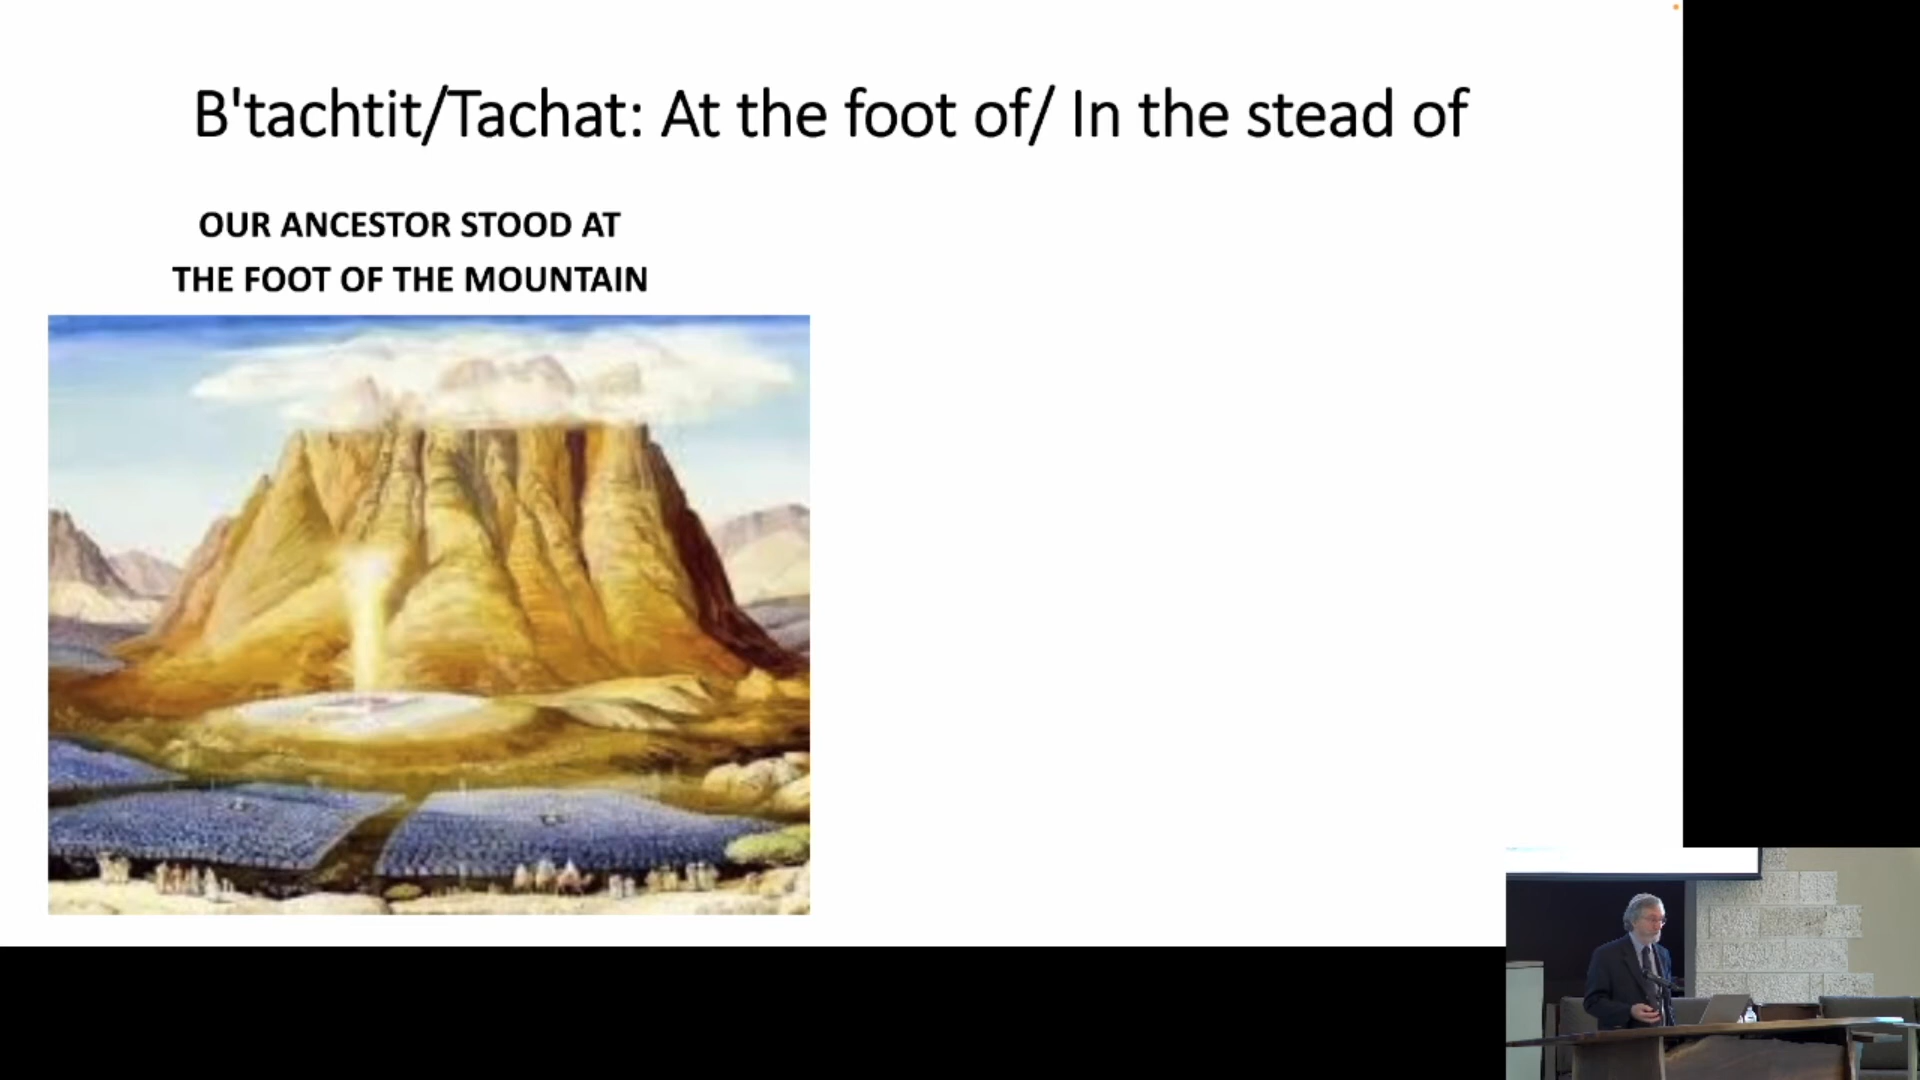 B'tachtit/Tachat: At the foot of/ In the stead of
OUR ANCESTOR STOOD AT
THE FOOT OF THE MOUNTAIN